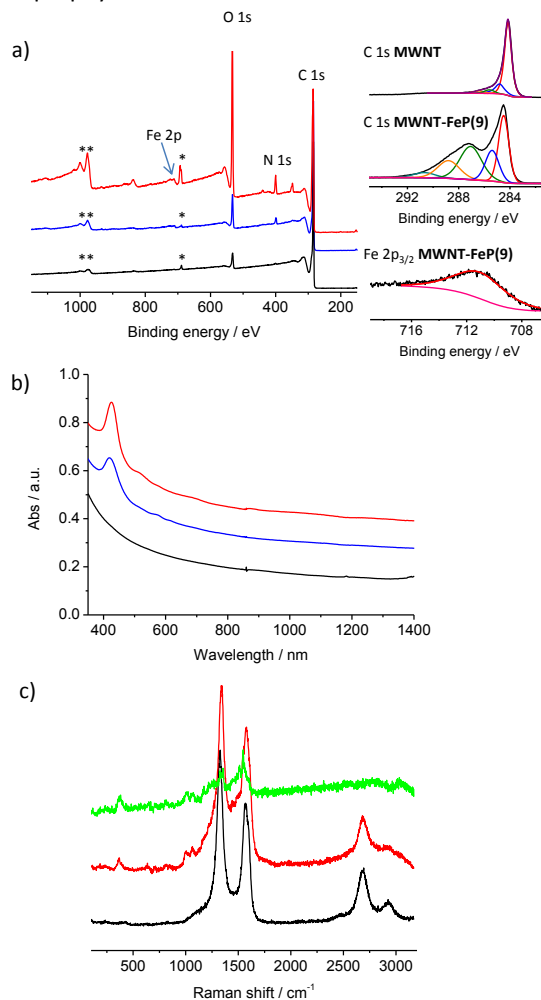 a)
O 1s
C 1s
Fe 2p
N 1s
**
*
**
*
**
*
1000 800 600 400 200
Binding energy / eV
C 1s MWNT
C 1s MWNT-FeP(9)
292 288 284
Binding energy / eV
Fe 2p3/2 MWNT-FeP(9)
716 712 708
Binding energy / eV
b)
1.0
0.8
0.6
0.4
0.2
0.0
Abs / a.u.
400 600 800 1000 1200 1400
Wavelength / nm
c)
500 1000 1500 2000 2500 3000
Raman shift / cm-1